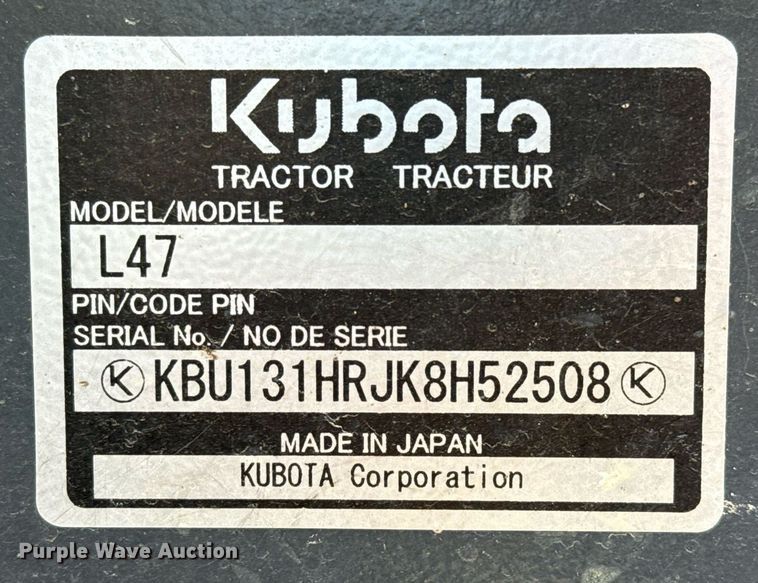 Kubota
TRACTOR TRACTEUR
MODEL/MODELE
L47
PIN/CODE PIN
SERIAL No. / NO DE SERIE
K KBU131HRJK8H52508 K
MADE IN JAPAN
KUBOTA Corporation
Purple Wave Auction